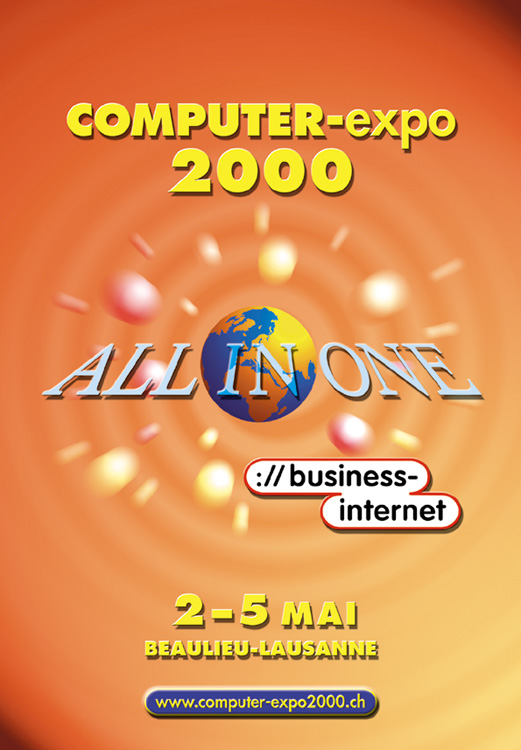 COMPUTER-expo
2000
ALL IN ONE
://business-
internet
2-5 MAI
BEAULIEU-LAUSANNE
www.computer-expo2000.ch